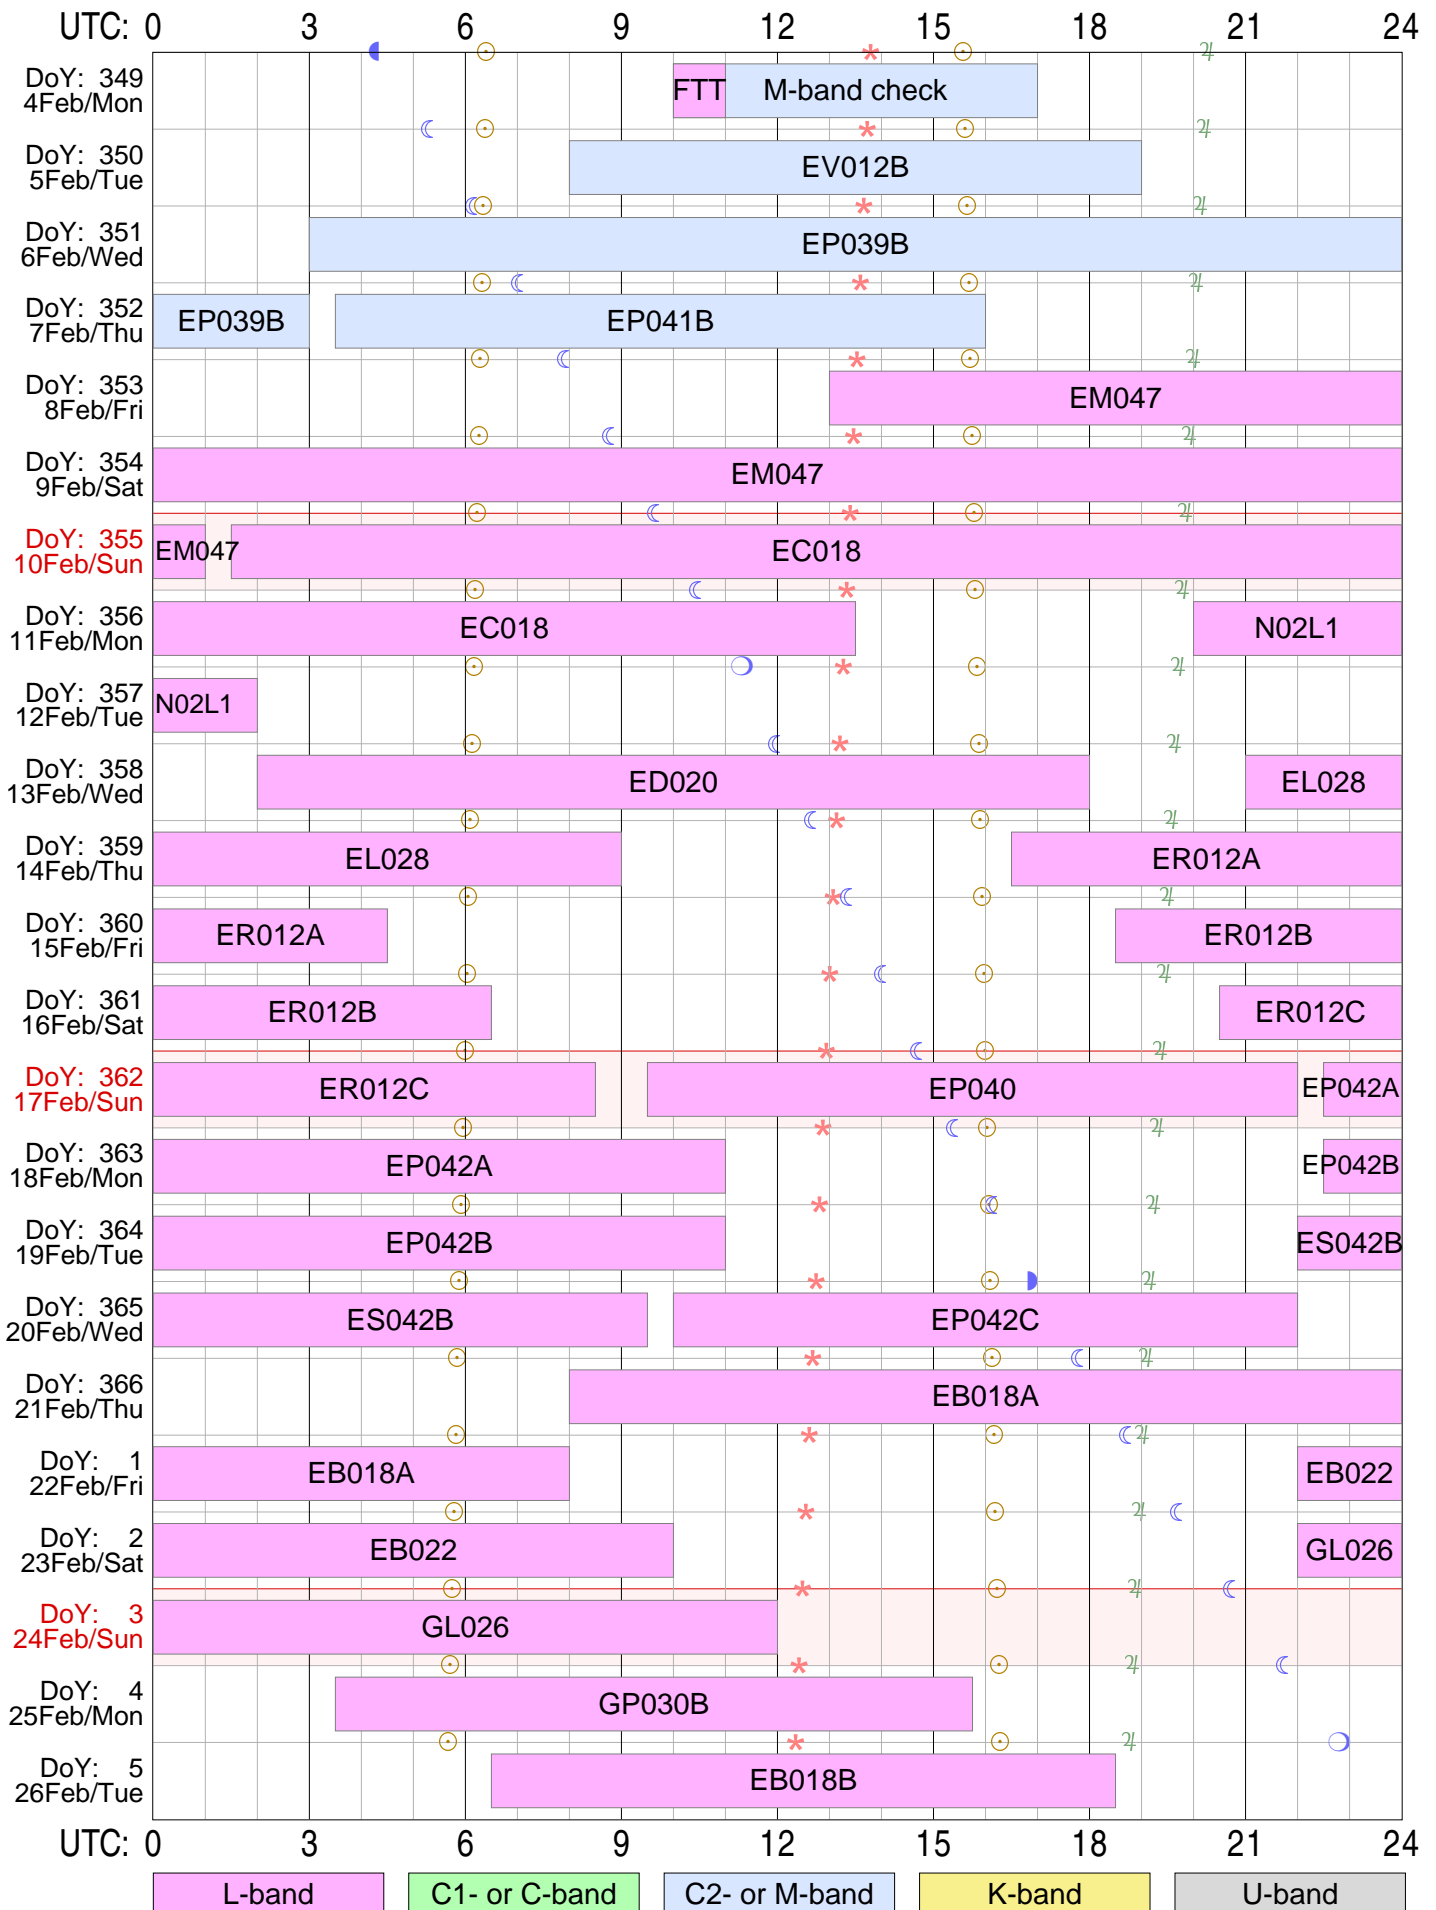 UTC: 0 3 6 9 12 15 18 21 24
DoY: 349
4Feb/Mon
FTT M-band check
DoY: 350
5Feb/Tue
EV012B
DoY: 351
6Feb/Wed
EP039B
DoY: 352
7Feb/Thu
EP039B EP041B
DoY: 353
8Feb/Fri
EM047
DoY: 354
9Feb/Sat
EM047
DoY: 355
10Feb/Sun
EM047 EC018
DoY: 356
11Feb/Mon
EC018 N02L1
DoY: 357
12Feb/Tue
N02L1
DoY: 358
13Feb/Wed
ED020 EL028
DoY: 359
14Feb/Thu
EL028 ER012A
DoY: 360
15Feb/Fri
ER012A ER012B
DoY: 361
16Feb/Sat
ER012B ER012C
DoY: 362
17Feb/Sun
ER012C EP040 EP042A
DoY: 363
18Feb/Mon
EP042A EP042B
DoY: 364
19Feb/Tue
EP042B ES042B
DoY: 365
20Feb/Wed
ES042B EP042C
DoY: 366
21Feb/Thu
EB018A
DoY: 1
22Feb/Fri
EB018A EB022
DoY: 2
23Feb/Sat
EB022 GL026
DoY: 3
24Feb/Sun
GL026
DoY: 4
25Feb/Mon
GP030B
DoY: 5
26Feb/Tue
EB018B
UTC: 0 3 6 9 12 15 18 21 24
L-band C1- or C-band C2- or M-band K-band U-band